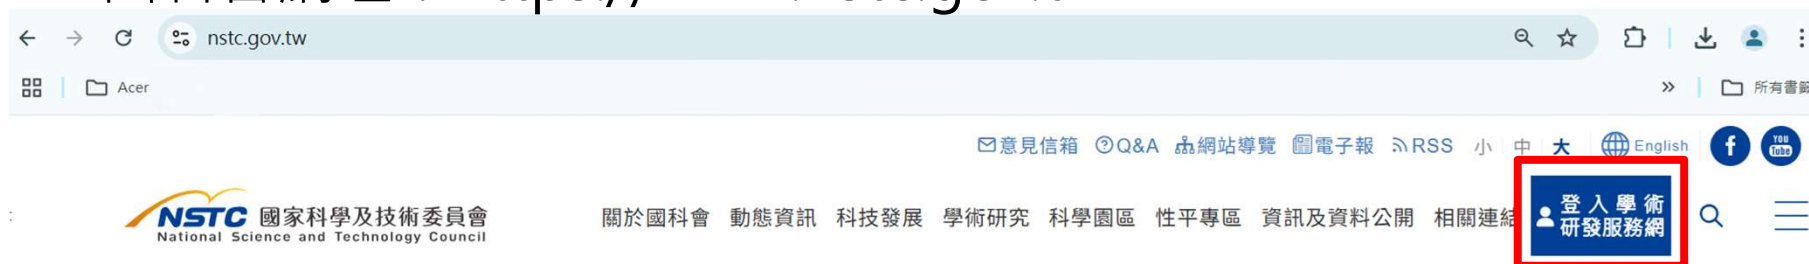 nstc.gov.tw
Acer
所有書籤
意見信箱 Q&A 網站導覽 電子報 RSS 小 中 大 English
NSTC 國家科學及技術委員會
National Science and Technology Council
關於國科會 動態資訊 科技發展 學術研究 科學園區 性平專區 資訊及資料公開 相關連結
登入學術
研發服務網